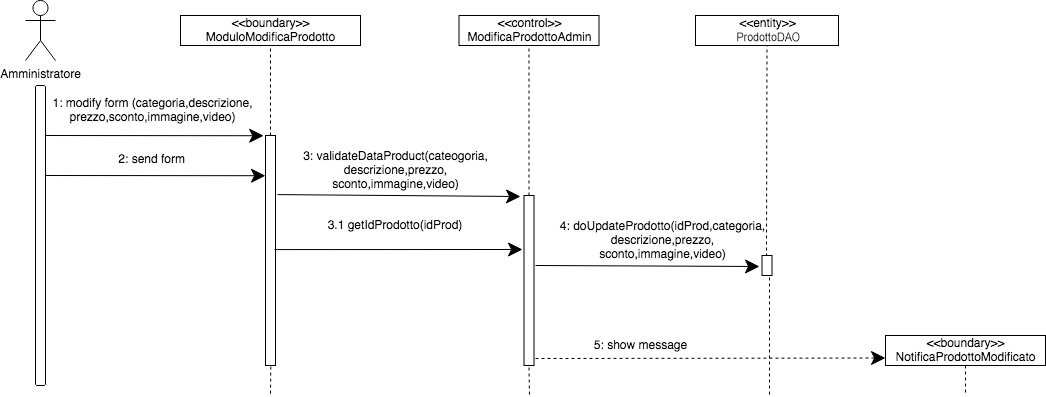 <<boundary>>
ModuloModificaProdotto
<<control>>
ModificaProdottoAdmin
<<entity>>
ProdottoDAO
Amministratore
1: modify form (categoria,descrizione,
prezzo,sconto,immagine,video)
2: send form
3: validateDataProduct(cateogoria,
descrizione,prezzo,
sconto,immagine,video)
3.1 getIdProdotto(idProd)
4: doUpdateProdotto(idProd,categoria,
descrizione,prezzo,
sconto,immagine,video)
5: show message
<<boundary>>
NotificaProdottoModificato